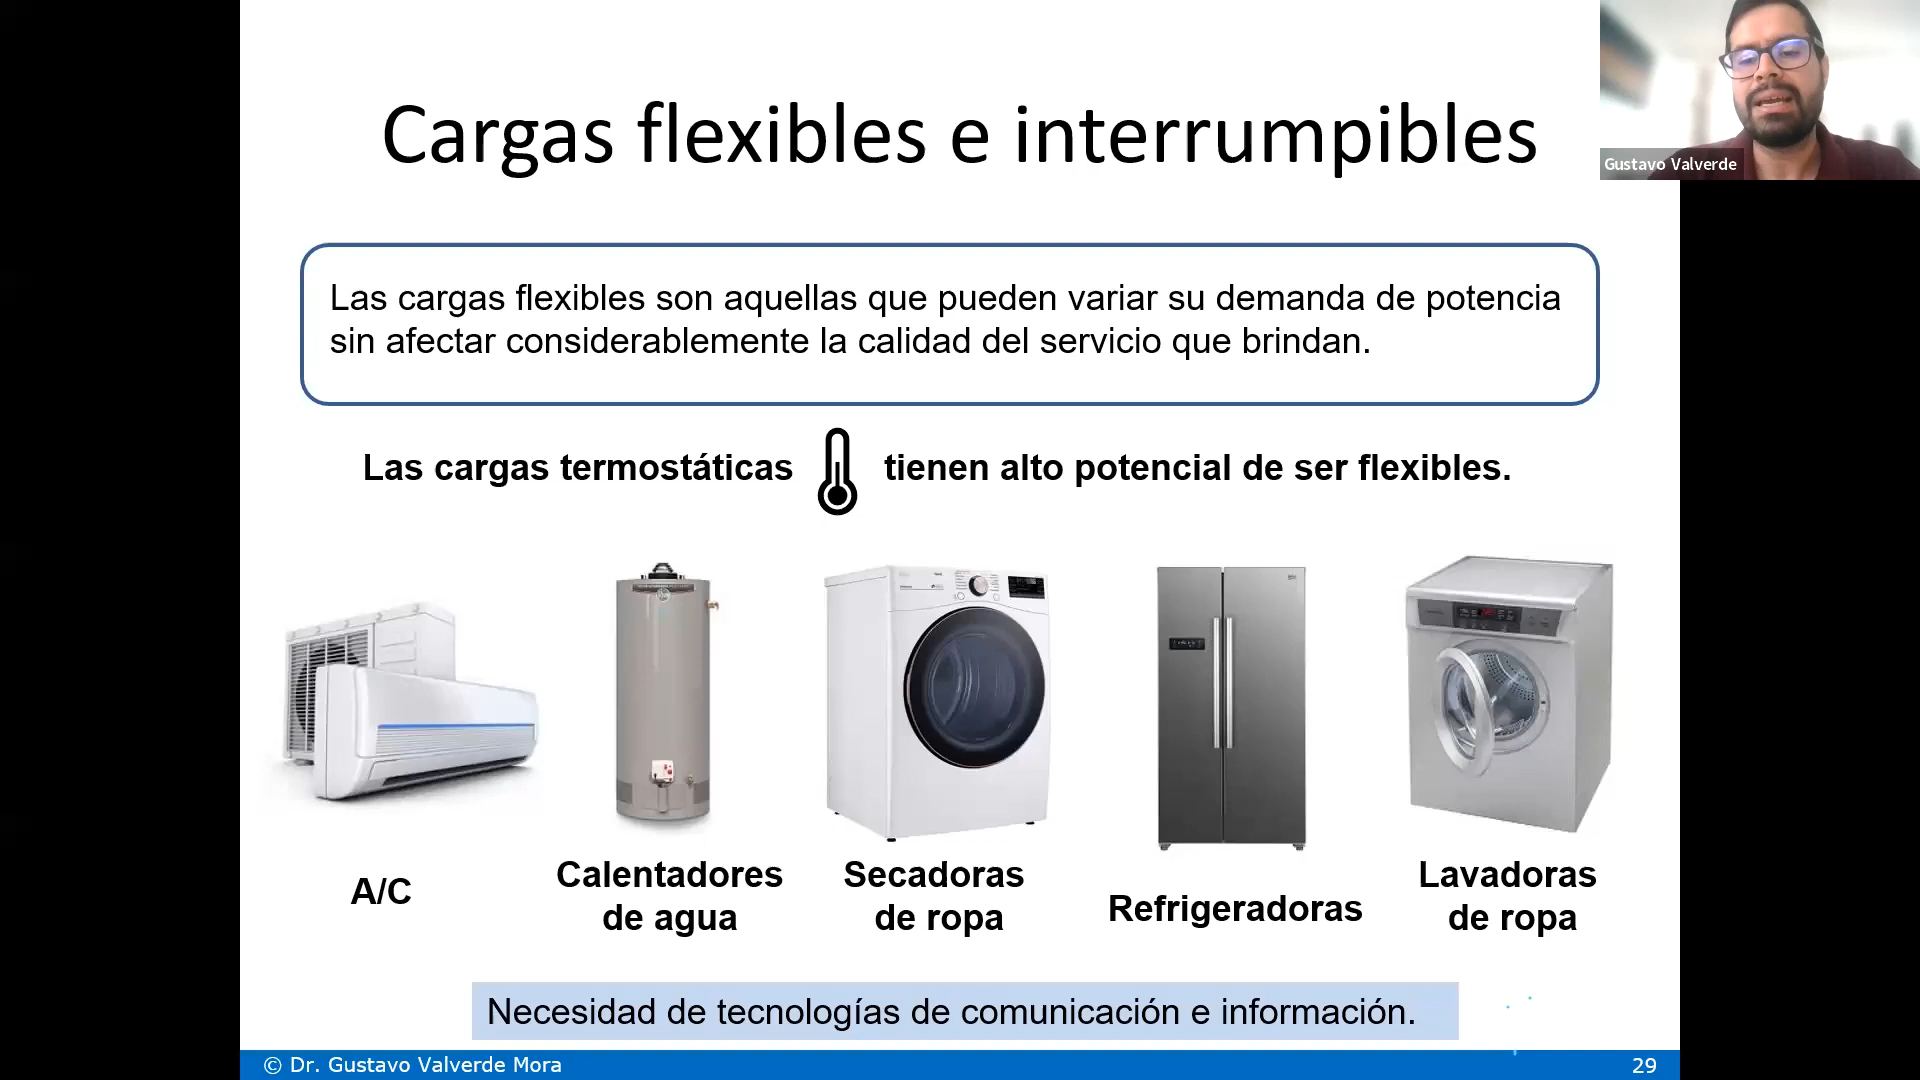 Cargas flexibles e interrumpibles
Gustavo Valverde
Las cargas flexibles son aquellas que pueden variar su demanda de potencia
sin afectar considerablemente la calidad del servicio que brindan.
Las cargas termostáticas tienen alto potencial de ser flexibles.
A/C
Calentadores
de agua
Secadoras
de ropa
Refrigeradoras
Lavadoras
de ropa
Necesidad de tecnologías de comunicación e información.
© Dr. Gustavo Valverde Mora
29